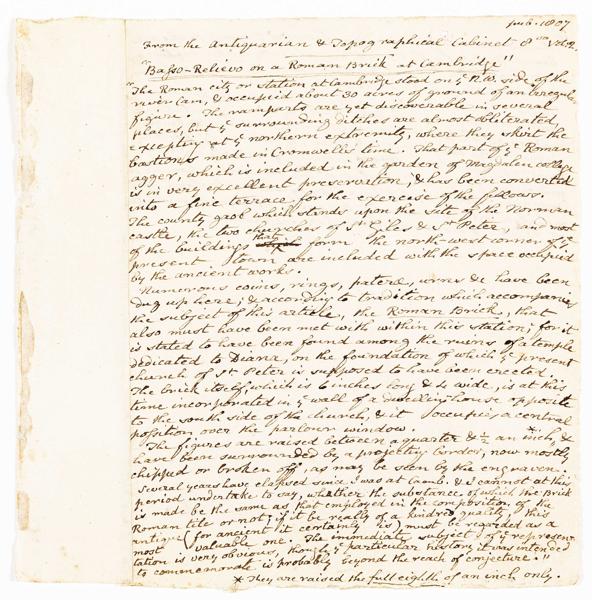 pub. 1807
From the Antiquarian & Topographical Cabinet 8vo Vol 2.
"Basso-Relievo on a Roman Brick at Cambridge"
"The Roman city or station at Cambridge stood on ye N.W. side of the
river Cam, & occupied about 30 acres of ground of an irregular
figure. The ramparts are yet discoverable in several
places, but ye surrounding ditches are almost obliterated,
excepting at ye northern extremity, where they skirt the
bastions made in Cromwell's time. That part of ye Roman
agger, which is included in the garden of Magdalen college
is in very excellent preservation, & has been converted
into a fine terrace for the exercise of the fellows.
The county gaol which stands upon the site of the Norman
castle, the two churches of St Giles & St Peter, and most
of the buildings that form the north-west corner of ye
present town are included with the space occupied
by the ancient works.
Numerous coins, rings, patera, urns &c have been
dug up here; & according to tradition which accompanies
the subject of this article, the Roman Brick, that
also must have been met with within this station; for it
is stated to have been found among the ruins of a temple
dedicated to Diana, on the foundation of which ye present
church of St Peter is supposed to have been erected.
The brick itself, which is 6 inches long & 4 wide, is at this
time incorporated in ye wall of a dwelling house opposite
to the south side of the church, & it occupies a central
position over the parlour window.
The figures are raised between a quarter & ½ an inch,* &
have been surrounded by a projecting border, now mostly
chipped or broken off, as may be seen by the engraven.
Several years have elapsed since I was at Camb. & I cannot at this
period undertake to say, whether the substance of which the Brick
is made be the same as that employed in the composition of the
Roman tile or not; if it be really of a kindred quality, this
antique (for ancient it certainly is) must be regarded as a
most valuable one. The immediate subject of ye represen
tation is very obvious, though ye particular history it was intended
to commemorate is probably beyond the reach of conjecture."
* They are raised the full eighth of an inch only.